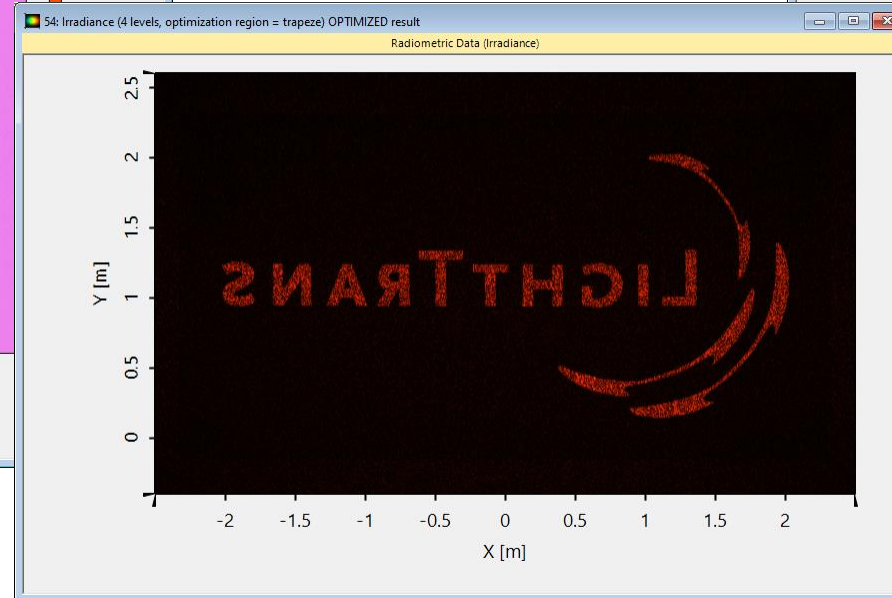 54: Irradiance (4 levels, optimization region = trapeze) OPTIMIZED result
Radiometric Data (Irradiance)
2.5
2
1.5
1
0.5
0
Y [m]
LIGHTTRANS
-2 -1.5 -1 -0.5 0 0.5 1 1.5 2
X [m]